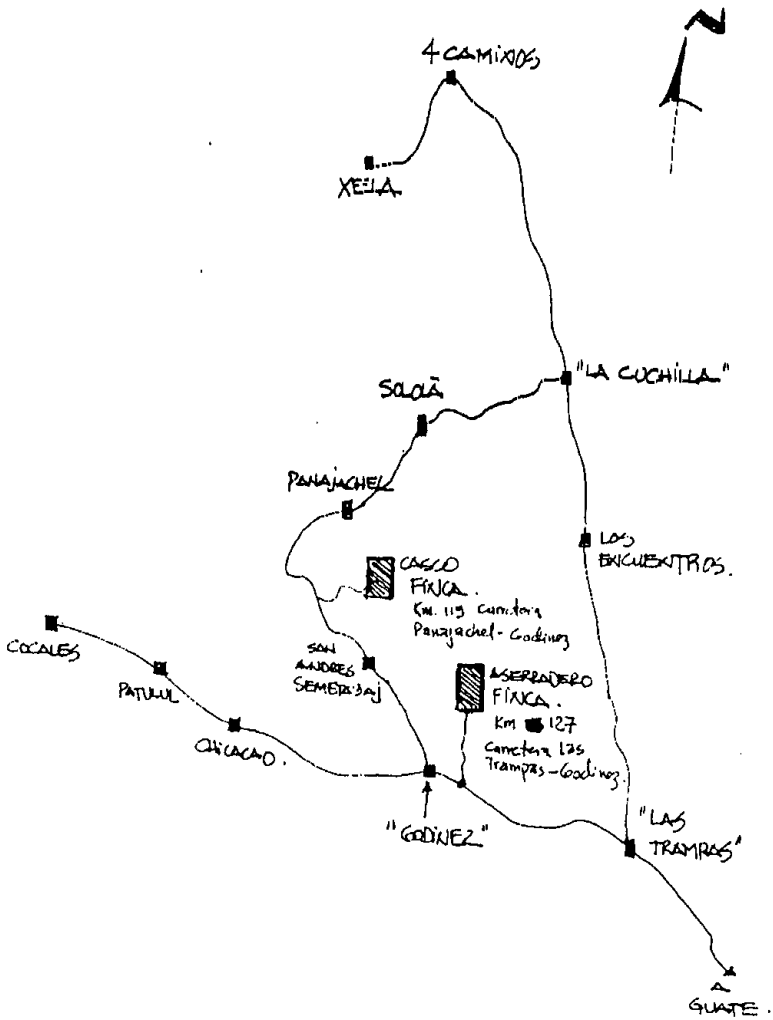 N
4 CAMINOS
XELA
"LA CUCHILLA"
SOLOLÁ
PANAJACHEL
LOS
ENCUENTROS.
CASCO
FINCA.
Km. 119 Carretera
Panajachel-Godinez
COCALES
SAN
ANDRES
SEMETABAJ
PATULUL
ASERRADERO
FINCA.
Km 127
Carretera las
Trampas-Godinez.
CHICACAO.
"GODINEZ"
"LAS
TRAMPAS"
A
GUATE.